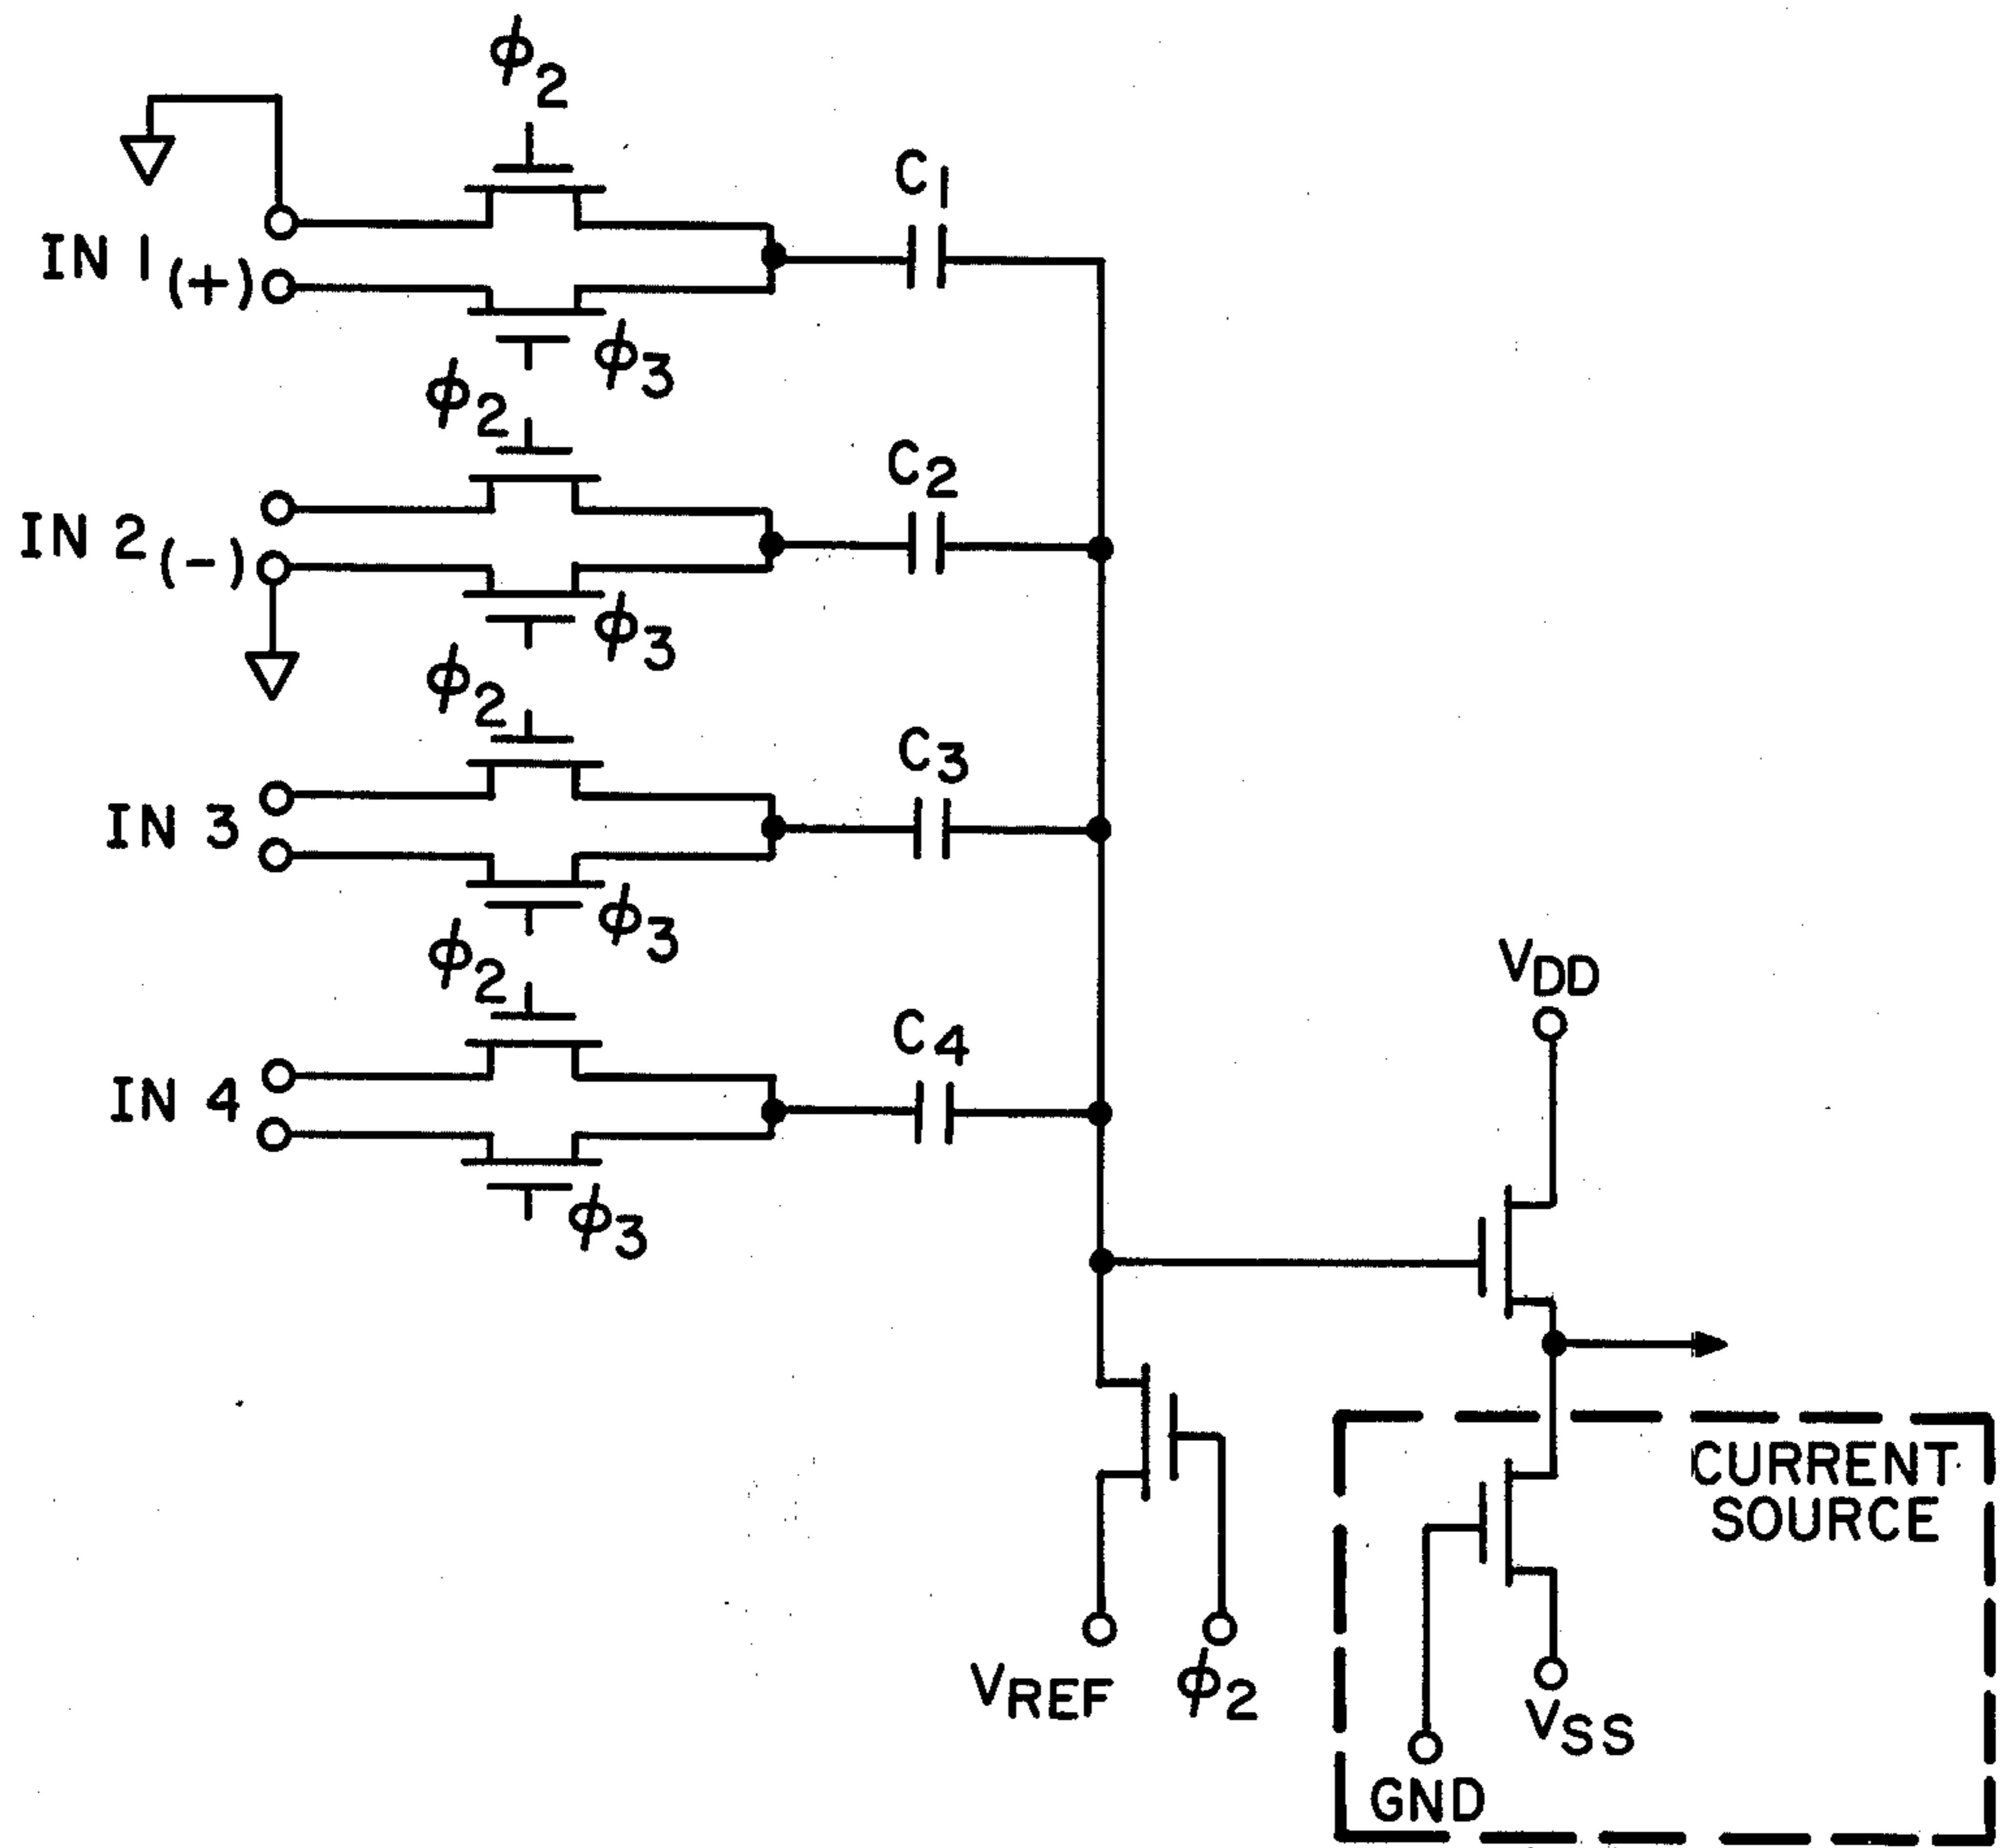 ϕ2
C1
IN 1(+)
ϕ3
ϕ2
C2
IN 2(-)
ϕ3
ϕ2
C3
IN 3
ϕ3
ϕ2
VDD
C4
IN 4
ϕ3
CURRENT
SOURCE
VREF
ϕ2
VSS
GND